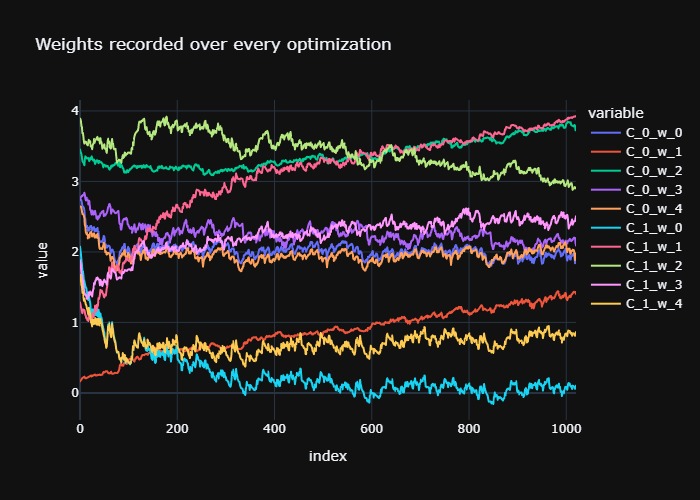 Weights recorded over every optimization
variable
C_0_w_0
C_0_w_1
C_0_w_2
C_0_w_3
C_0_w_4
C_1_w_0
C_1_w_1
C_1_w_2
C_1_w_3
C_1_w_4
4
3
2
1
0
value
0 200 400 600 800 1000
index